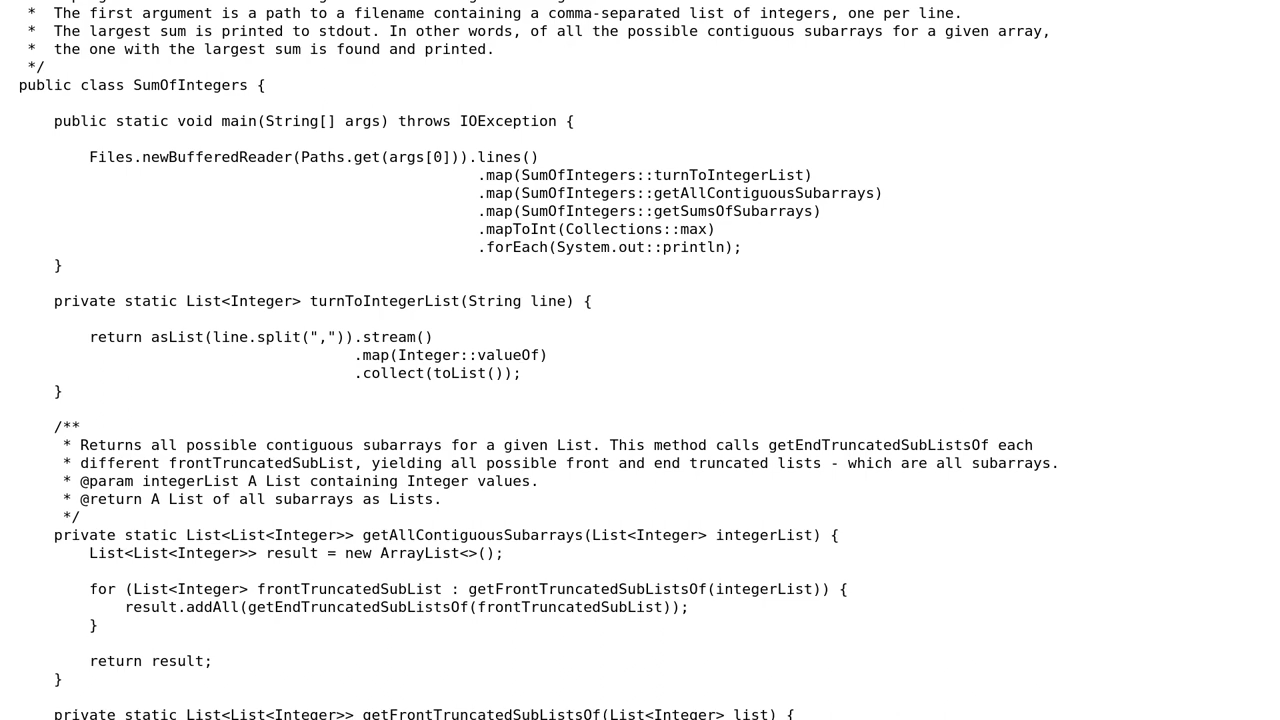 *  The first argument is a path to a filename containing a comma-separated list of integers, one per line.
*  The largest sum is printed to stdout. In other words, of all the possible contiguous subarrays for a given array,
*  the one with the largest sum is found and printed.
*/
public class SumOfIntegers {
public static void main(String[] args) throws IOException {
Files.newBufferedReader(Paths.get(args[0])).lines()
.map(SumOfIntegers::turnToIntegerList)
.map(SumOfIntegers::getAllContiguousSubarrays)
.map(SumOfIntegers::getSumsOfSubarrays)
.mapToInt(Collections::max)
.forEach(System.out::println);
}
private static List<Integer> turnToIntegerList(String line) {
return asList(line.split(",")).stream()
.map(Integer::valueOf)
.collect(toList());
}
/**
* Returns all possible contiguous subarrays for a given List. This method calls getEndTruncatedSubListsOf each
* different frontTruncatedSubList, yielding all possible front and end truncated lists - which are all subarrays.
* @param integerList A List containing Integer values.
* @return A List of all subarrays as Lists.
*/
private static List<List<Integer>> getAllContiguousSubarrays(List<Integer> integerList) {
List<List<Integer>> result = new ArrayList<>();
for (List<Integer> frontTruncatedSubList : getFrontTruncatedSubListsOf(integerList)) {
result.addAll(getEndTruncatedSubListsOf(frontTruncatedSubList));
}
return result;
}
private static List<List<Integer>> getFrontTruncatedSubListsOf(List<Integer> list) {